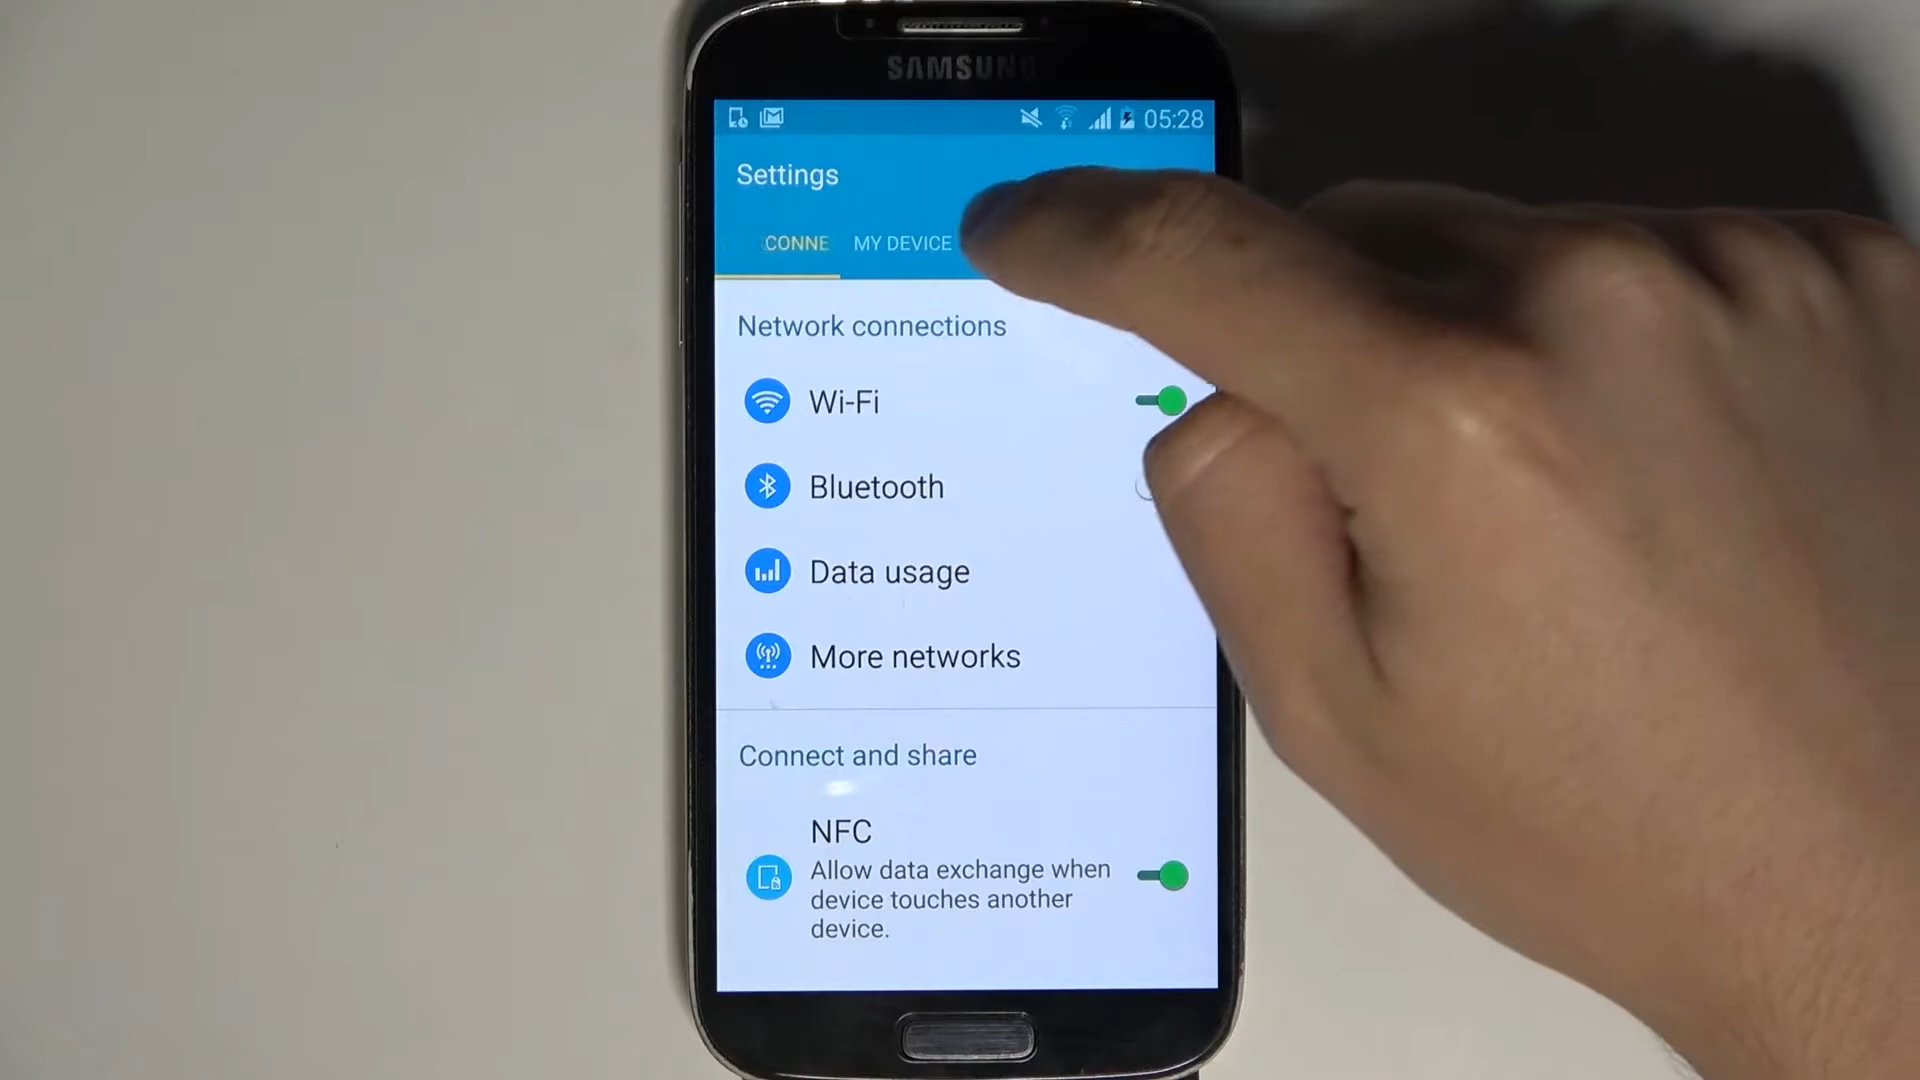 SAMSUNG
05:28
Settings
CONNE MY DEVICE
Network connections
Wi-Fi
Bluetooth
Data usage
More networks
Connect and share
NFC
Allow data exchange when
device touches another
device.